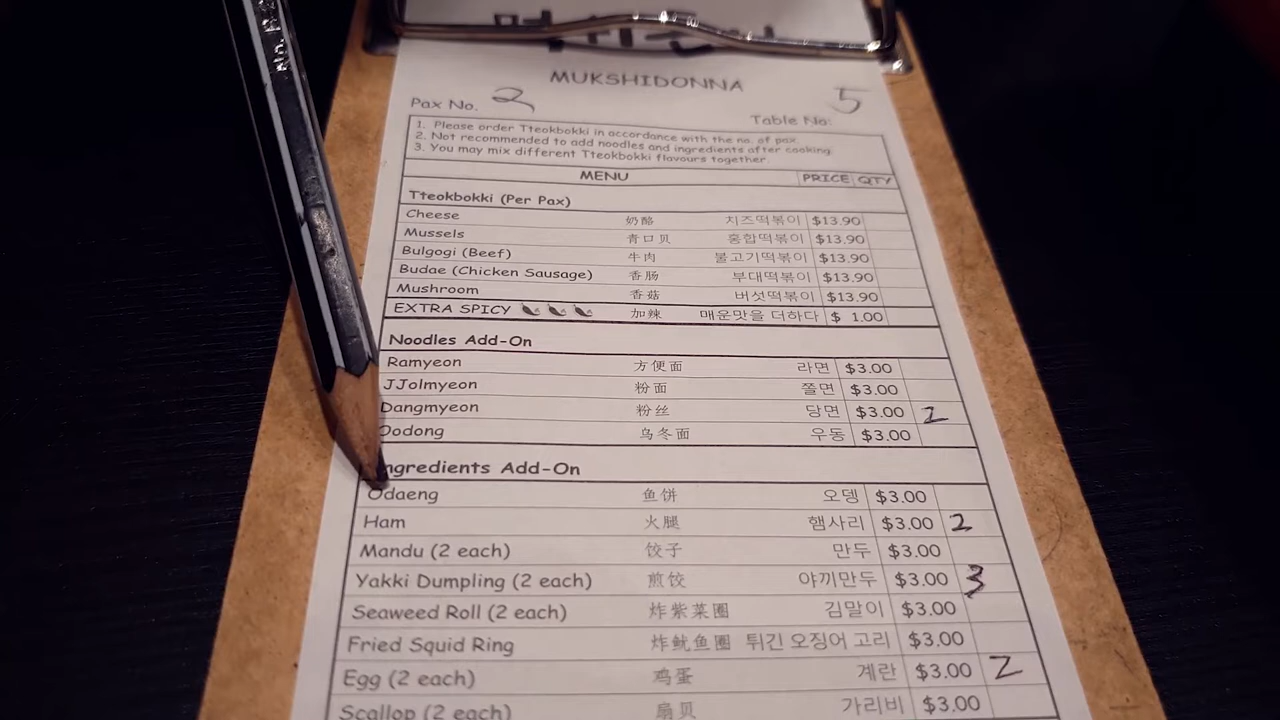 MUKSHIDONNA
Pax No. 2 Table No: 5
1. Please order Tteokbokki in accordance with the no. of pax.
2. Not recommended to add noodles and ingredients after cooking.
3. You may mix different Tteokbokki flavours together.
MENU PRICE QTY
Tteokbokki (Per Pax)
Cheese 奶酪 치즈떡볶이 $13.90
Mussels 青口贝 홍합떡볶이 $13.90
Bulgogi (Beef) 牛肉 불고기떡볶이 $13.90
Budae (Chicken Sausage) 香肠 부대떡볶이 $13.90
Mushroom 香菇 버섯떡볶이 $13.90
EXTRA SPICY 加辣 매운맛을 더하다 $ 1.00
Noodles Add-On
Ramyeon 方便面 라면 $3.00
JJolmyeon 粉面 쫄면 $3.00
Dangmyeon 粉丝 당면 $3.00 2
Oodong 乌冬面 우동 $3.00
Ingredients Add-On
Odaeng 鱼饼 오뎅 $3.00
Ham 火腿 햄사리 $3.00 2
Mandu (2 each) 饺子 만두 $3.00
Yakki Dumpling (2 each) 煎饺 야끼만두 $3.00 3
Seaweed Roll (2 each) 炸紫菜圈 김말이 $3.00
Fried Squid Ring 炸鱿鱼圈 튀긴 오징어 고리 $3.00
Egg (2 each) 鸡蛋 계란 $3.00 2
Scallop (2 each) 扇贝 가리비 $3.00